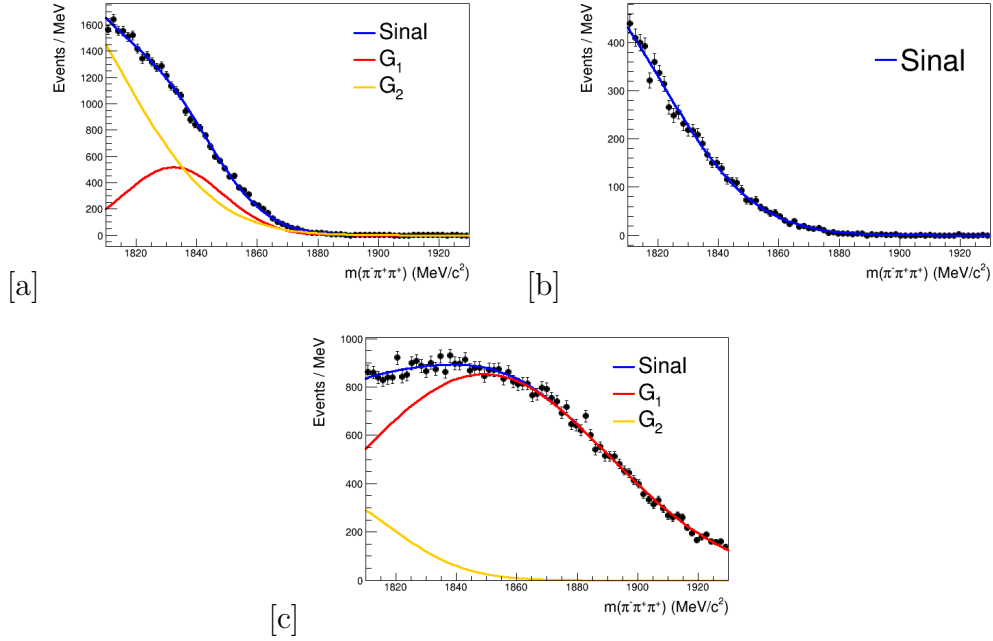 Events / MeV
1600
1400
1200
1000
800
600
400
200
0
Sinal
G1
G2
1820 1840 1860 1880 1900 1920
m(π-π+π+) (MeV/c2)
[a]
Events / MeV
400
300
200
100
0
Sinal
1820 1840 1860 1880 1900 1920
m(π-π+π+) (MeV/c2)
[b]
Events / MeV
1000
800
600
400
200
0
Sinal
G1
G2
1820 1840 1860 1880 1900 1920
m(π-π+π+) (MeV/c2)
[c]